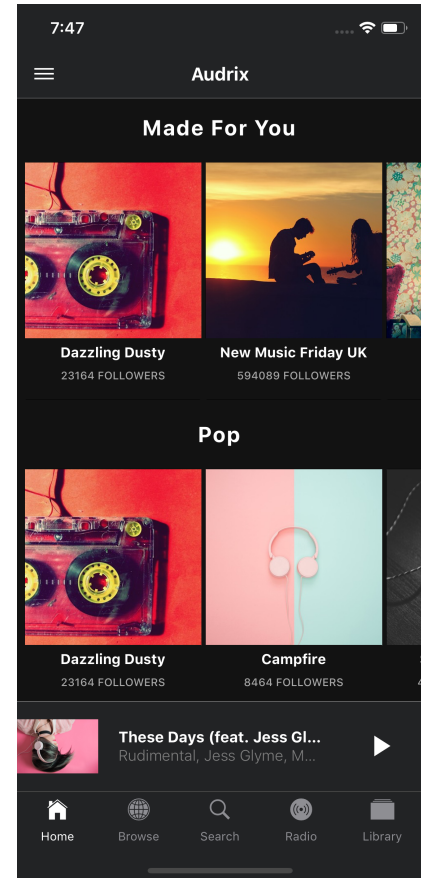 7:47
Audrix
Made For You
Dazzling Dusty
New Music Friday UK
23164 FOLLOWERS
594089 FOLLOWERS
Pop
Dazzling Dusty
Campfire
23164 FOLLOWERS
8464 FOLLOWERS
These Days (feat. Jess Gl...
Rudimental, Jess Glyme, M...
Home
Browse
Search
Radio
Library